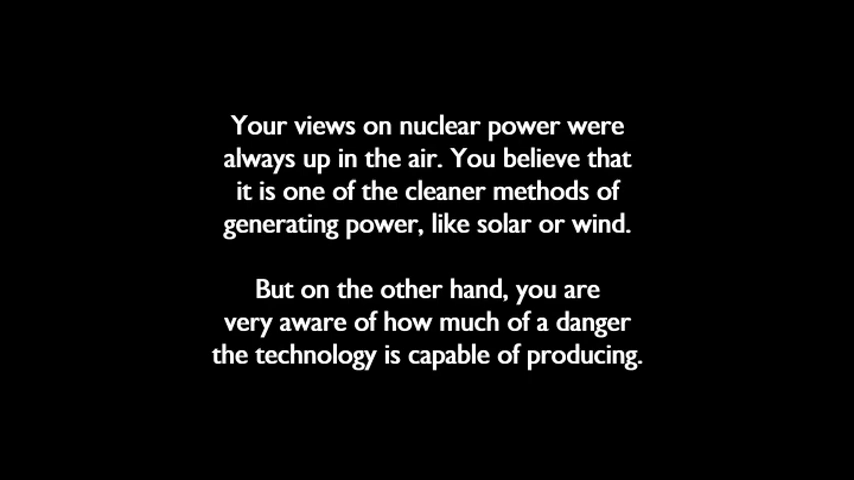 Your views on nuclear power were
always up in the air. You believe that
it is one of the cleaner methods of
generating power, like solar or wind.
But on the other hand, you are
very aware of how much of a danger
the technology is capable of producing.